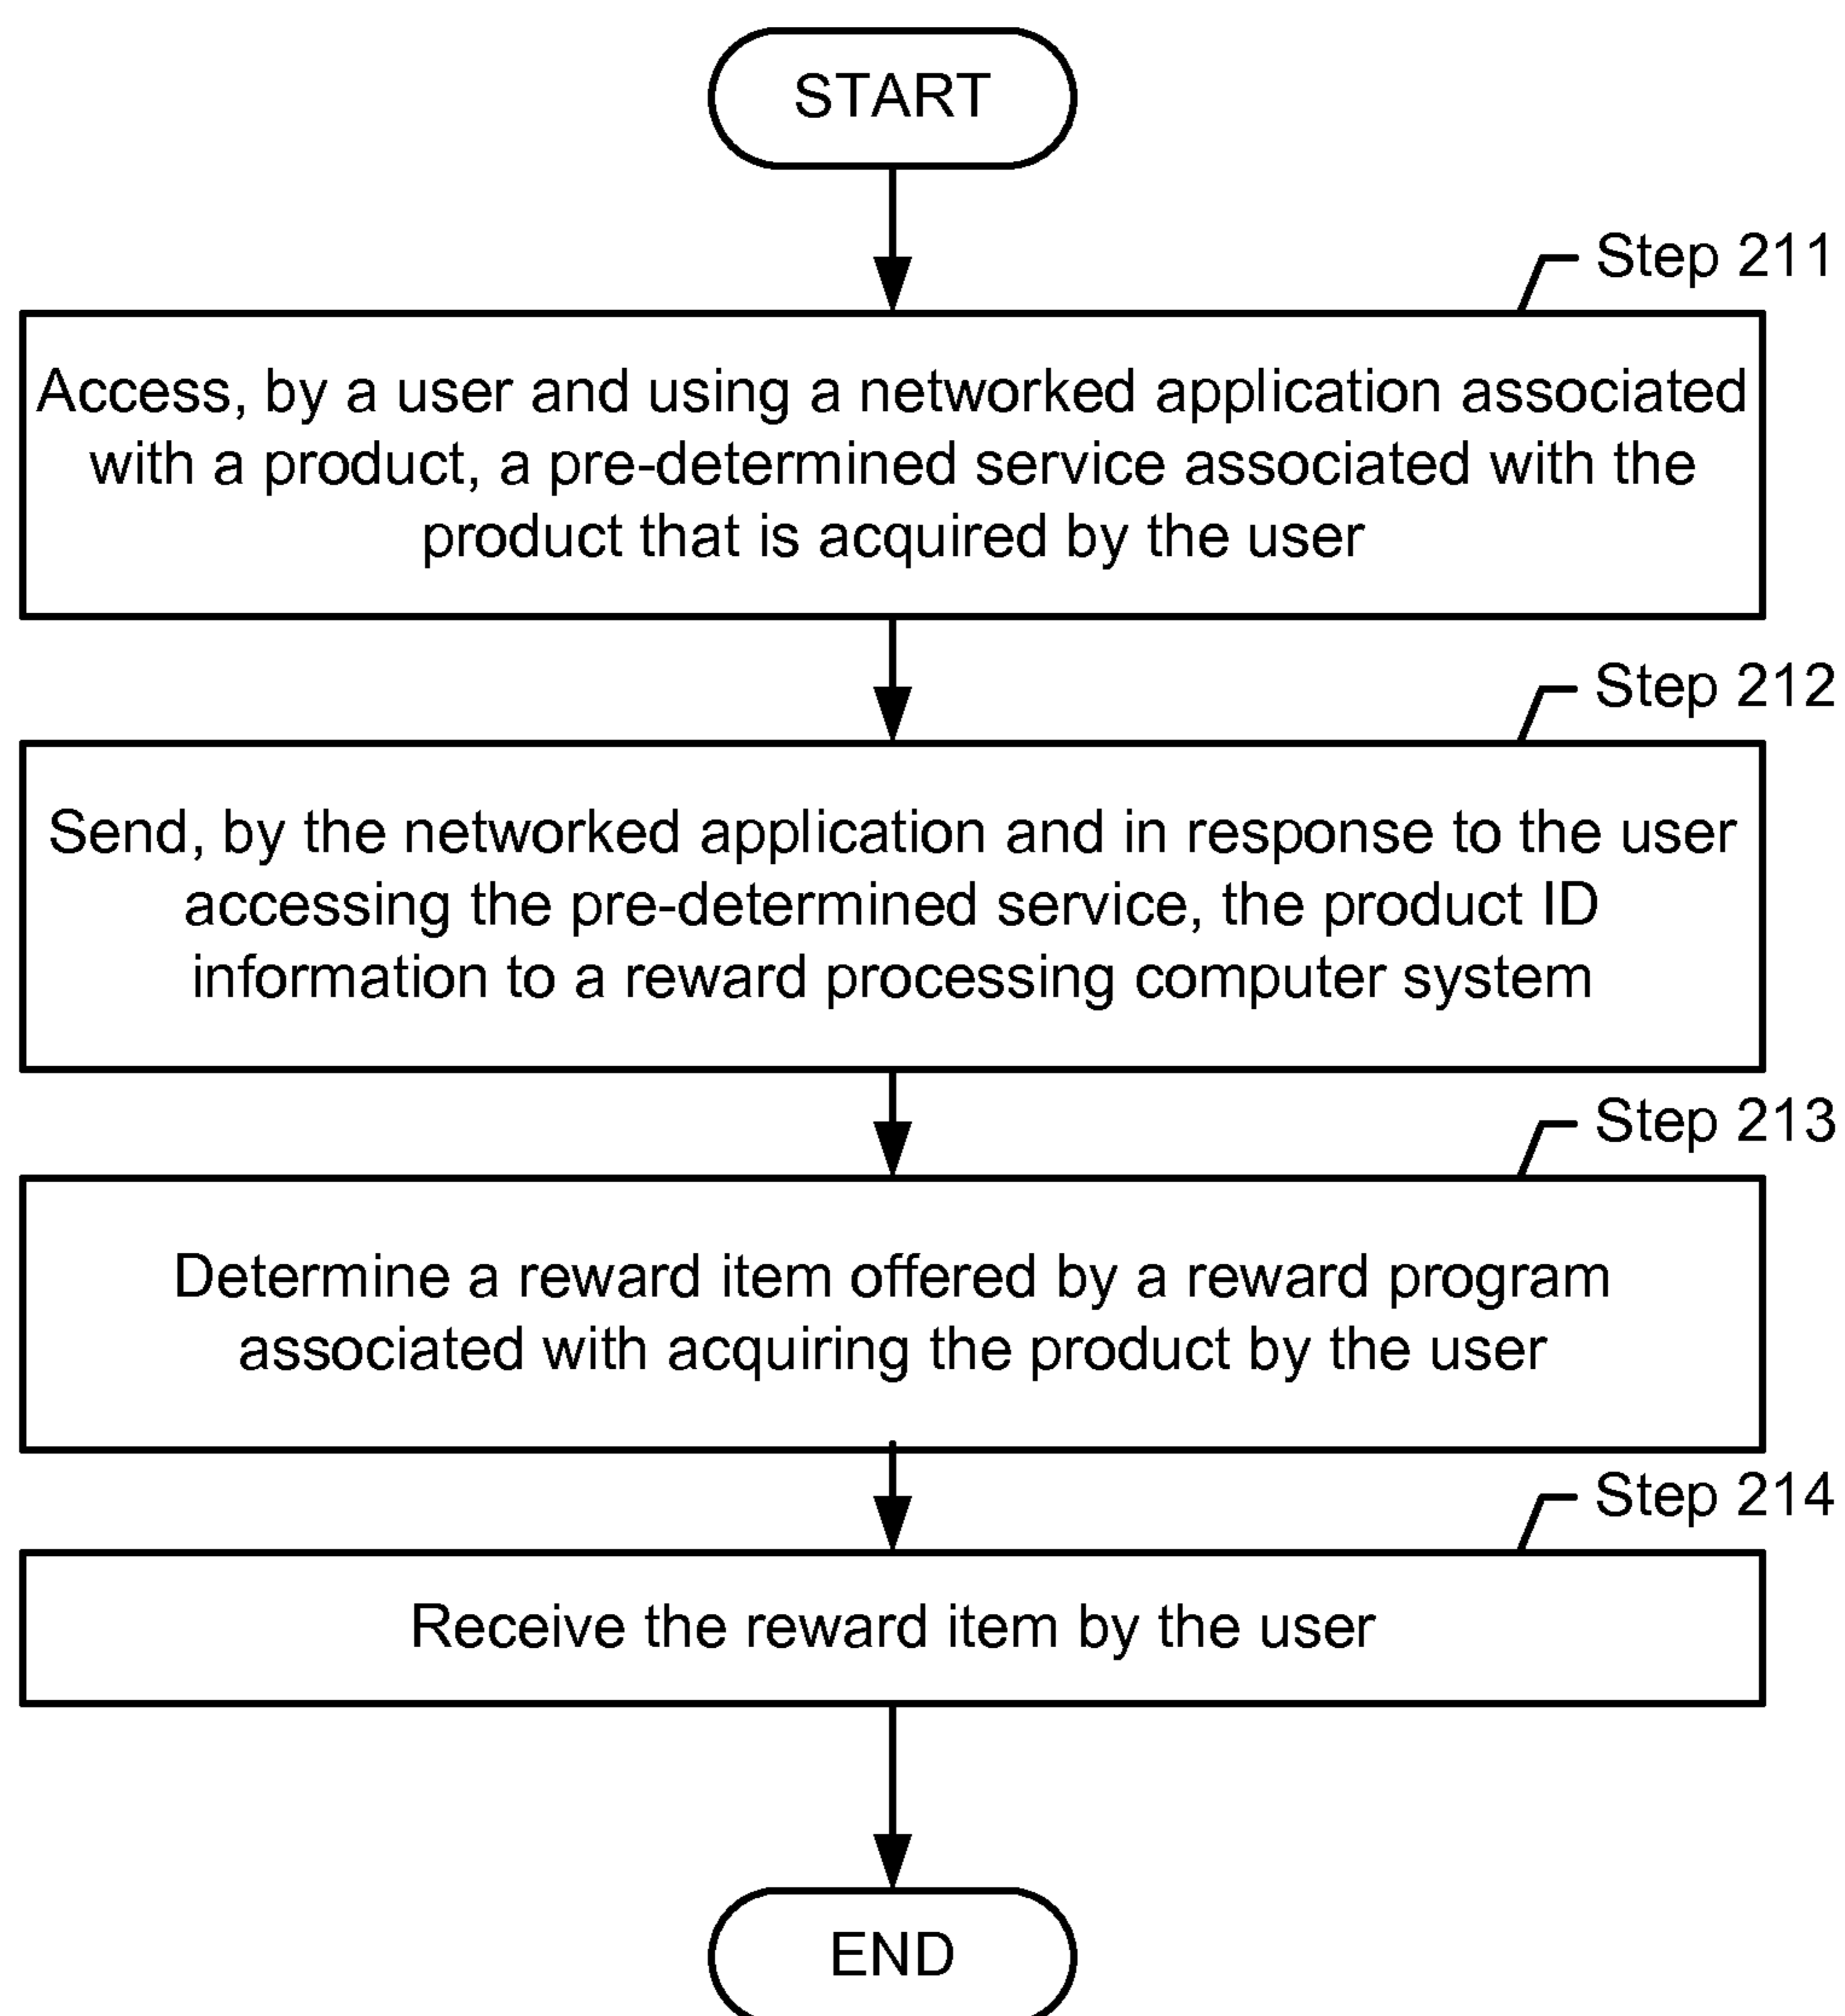 START
Step 211
Access, by a user and using a networked application associated
with a product, a pre-determined service associated with the
product that is acquired by the user
Step 212
Send, by the networked application and in response to the user
accessing the pre-determined service, the product ID
information to a reward processing computer system
Step 213
Determine a reward item offered by a reward program
associated with acquiring the product by the user
Step 214
Receive the reward item by the user
END